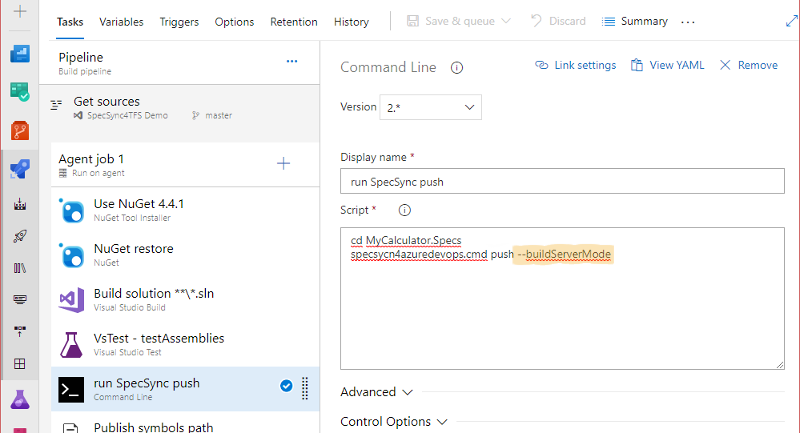 Tasks Variables Triggers Options Retention History Save & queue Discard Summary ...
Pipeline
Build pipeline
Get sources
SpecSync4TFS Demo master
Agent job 1
Run on agent
Use NuGet 4.4.1
NuGet Tool Installer
NuGet restore
NuGet
Build solution **\*.sln
Visual Studio Build
VsTest - testAssemblies
Visual Studio Test
run SpecSync push
Command Line
Publish symbols path
Command Line Link settings View YAML Remove
Version 2.*
Display name *
run SpecSync push
Script *
cd MyCalculator.Specs
specsycn4azuredevops.cmd push --buildServerMode
Advanced
Control Options